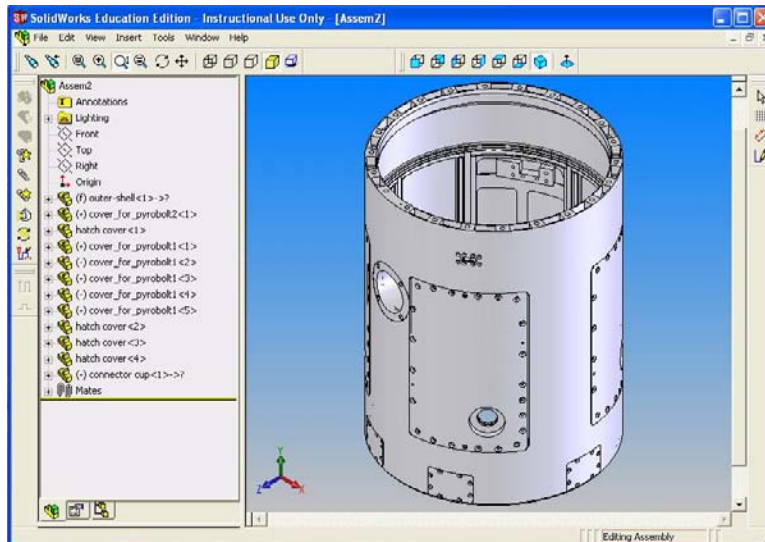 SolidWorks Education Edition - Instructional Use Only - [Assem2]
File Edit View Insert Tools Window Help
Assem2
Annotations
Lighting
Front
Top
Right
Origin
(f) outer-shell<1>->?
(-) cover_for_pyrobolt2<1>
hatch cover<1>
(-) cover_for_pyrobolt1<1>
(-) cover_for_pyrobolt1<2>
(-) cover_for_pyrobolt1<3>
(-) cover_for_pyrobolt1<4>
(-) cover_for_pyrobolt1<5>
hatch cover<2>
hatch cover<3>
hatch cover<4>
(-) connector cup<1>->?
Mates
Y
Z
X
Editing Assembly